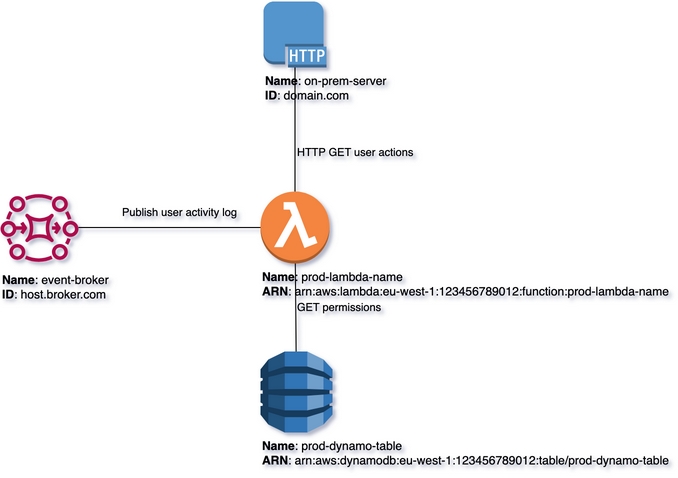 HTTP
Name: on-prem-server
ID: domain.com
HTTP GET user actions
Publish user activity log
Name: event-broker
ID: host.broker.com
Name: prod-lambda-name
ARN: arn:aws:lambda:eu-west-1:123456789012:function:prod-lambda-name
GET permissions
Name: prod-dynamo-table
ARN: arn:aws:dynamodb:eu-west-1:123456789012:table/prod-dynamo-table